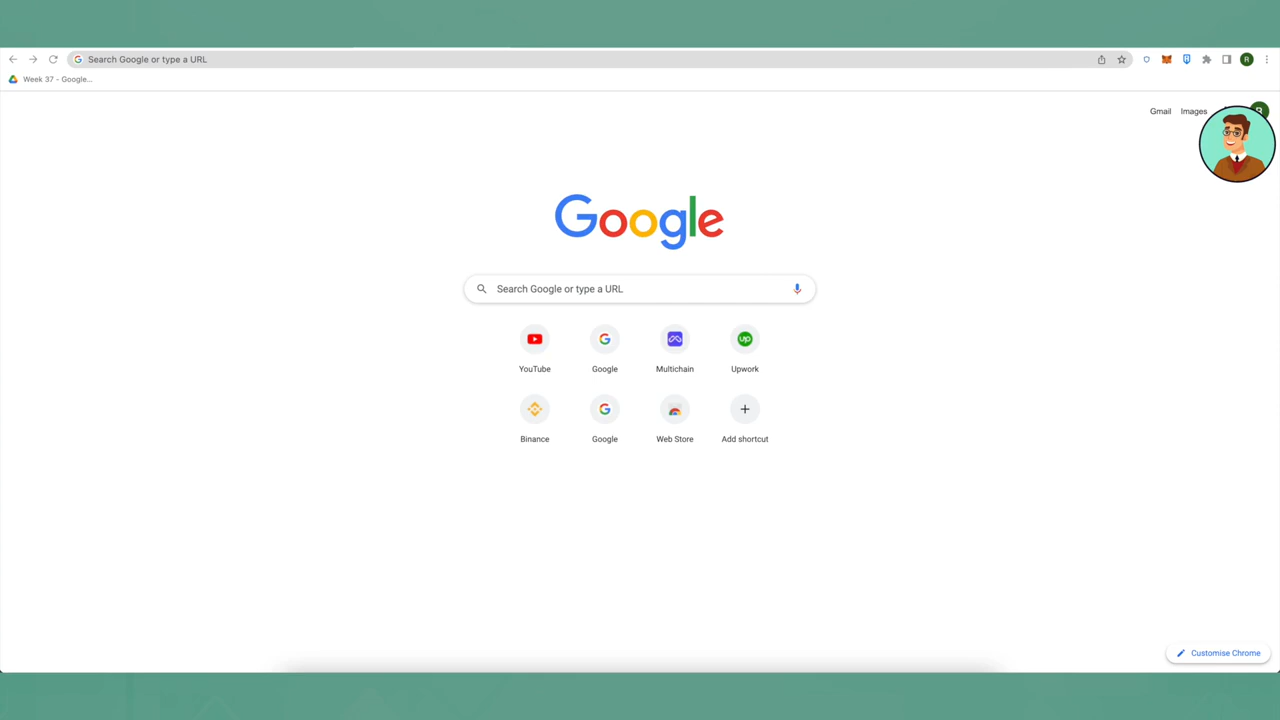 Search Google or type a URL
R
Week 37 - Google...
Gmail
Images
Google
Search Google or type a URL
up
YouTube
Google
Multichain
Upwork
Binance
Google
Web Store
Add shortcut
Customise Chrome